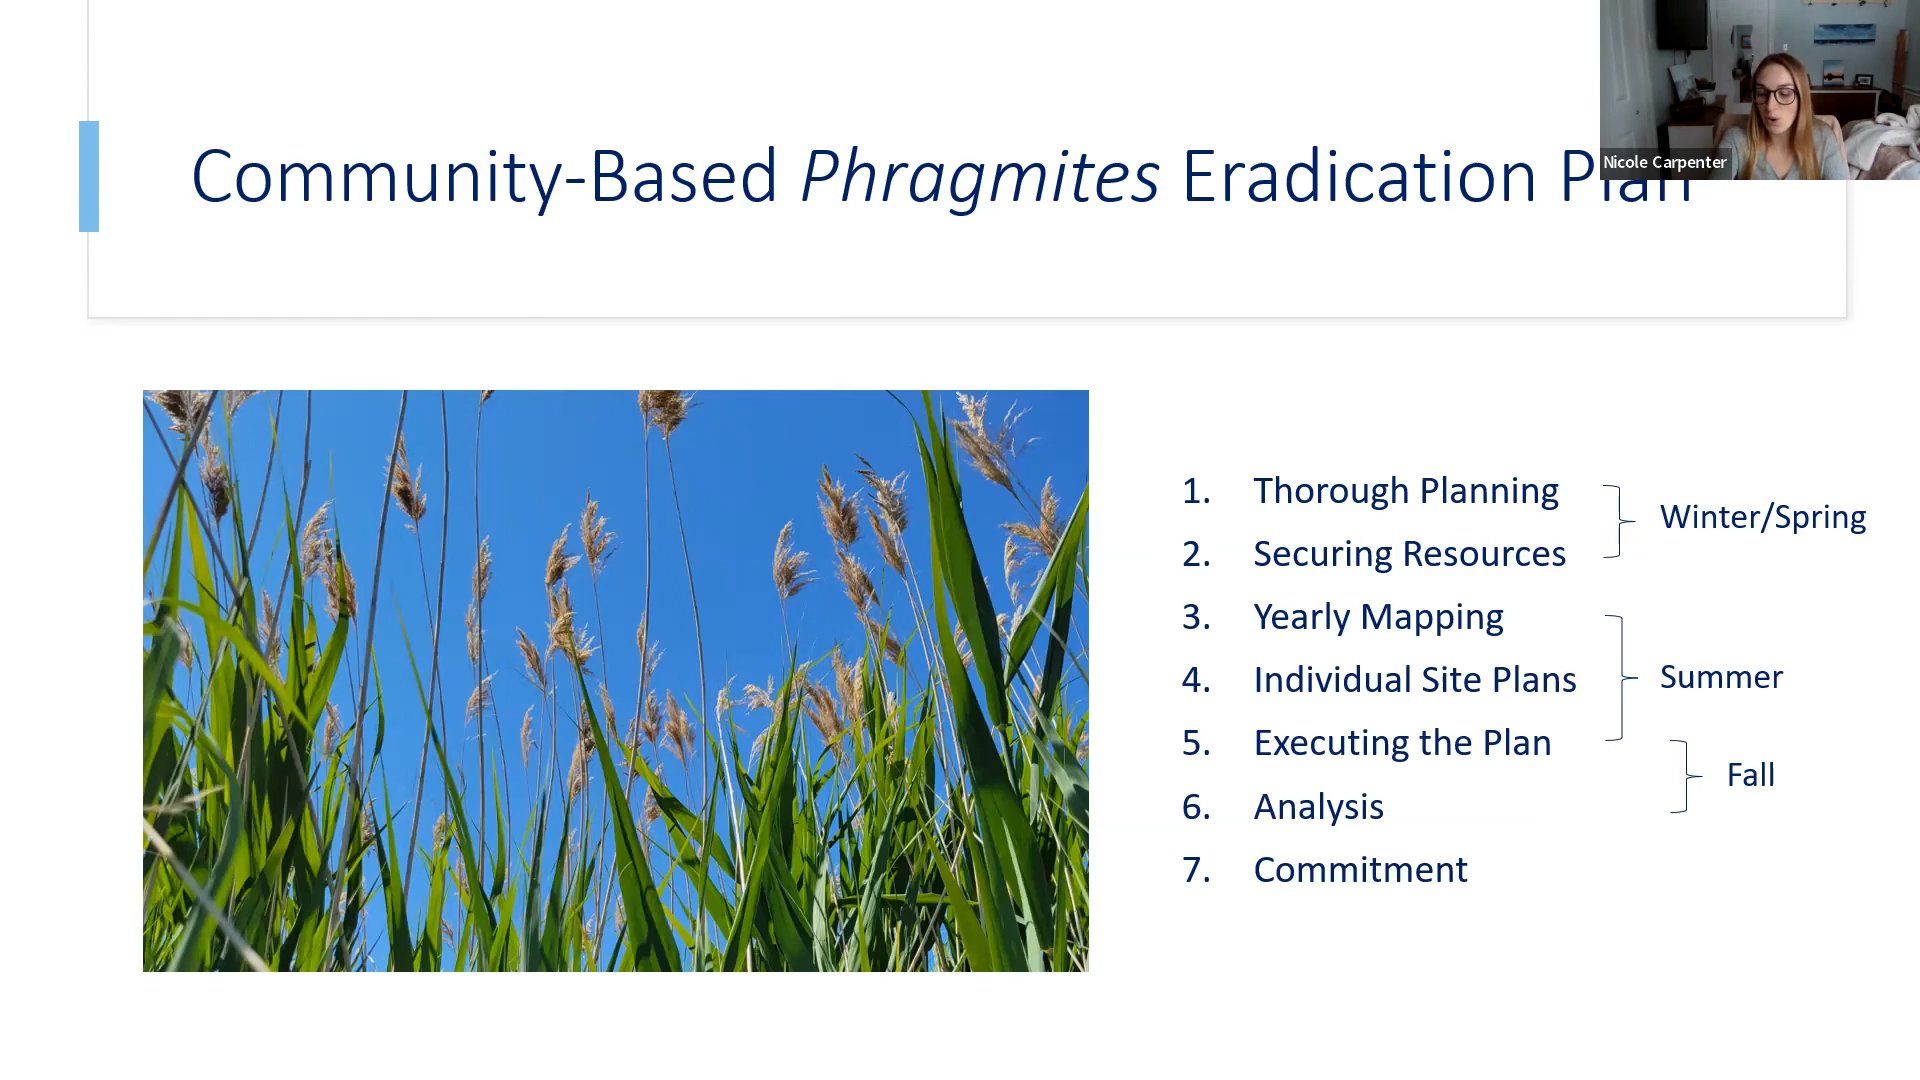 Nicole Carpenter
Community-Based Phragmites Eradication Plan
1. Thorough Planning
2. Securing Resources
Winter/Spring
3. Yearly Mapping
4. Individual Site Plans
5. Executing the Plan
Summer
6. Analysis
Fall
7. Commitment